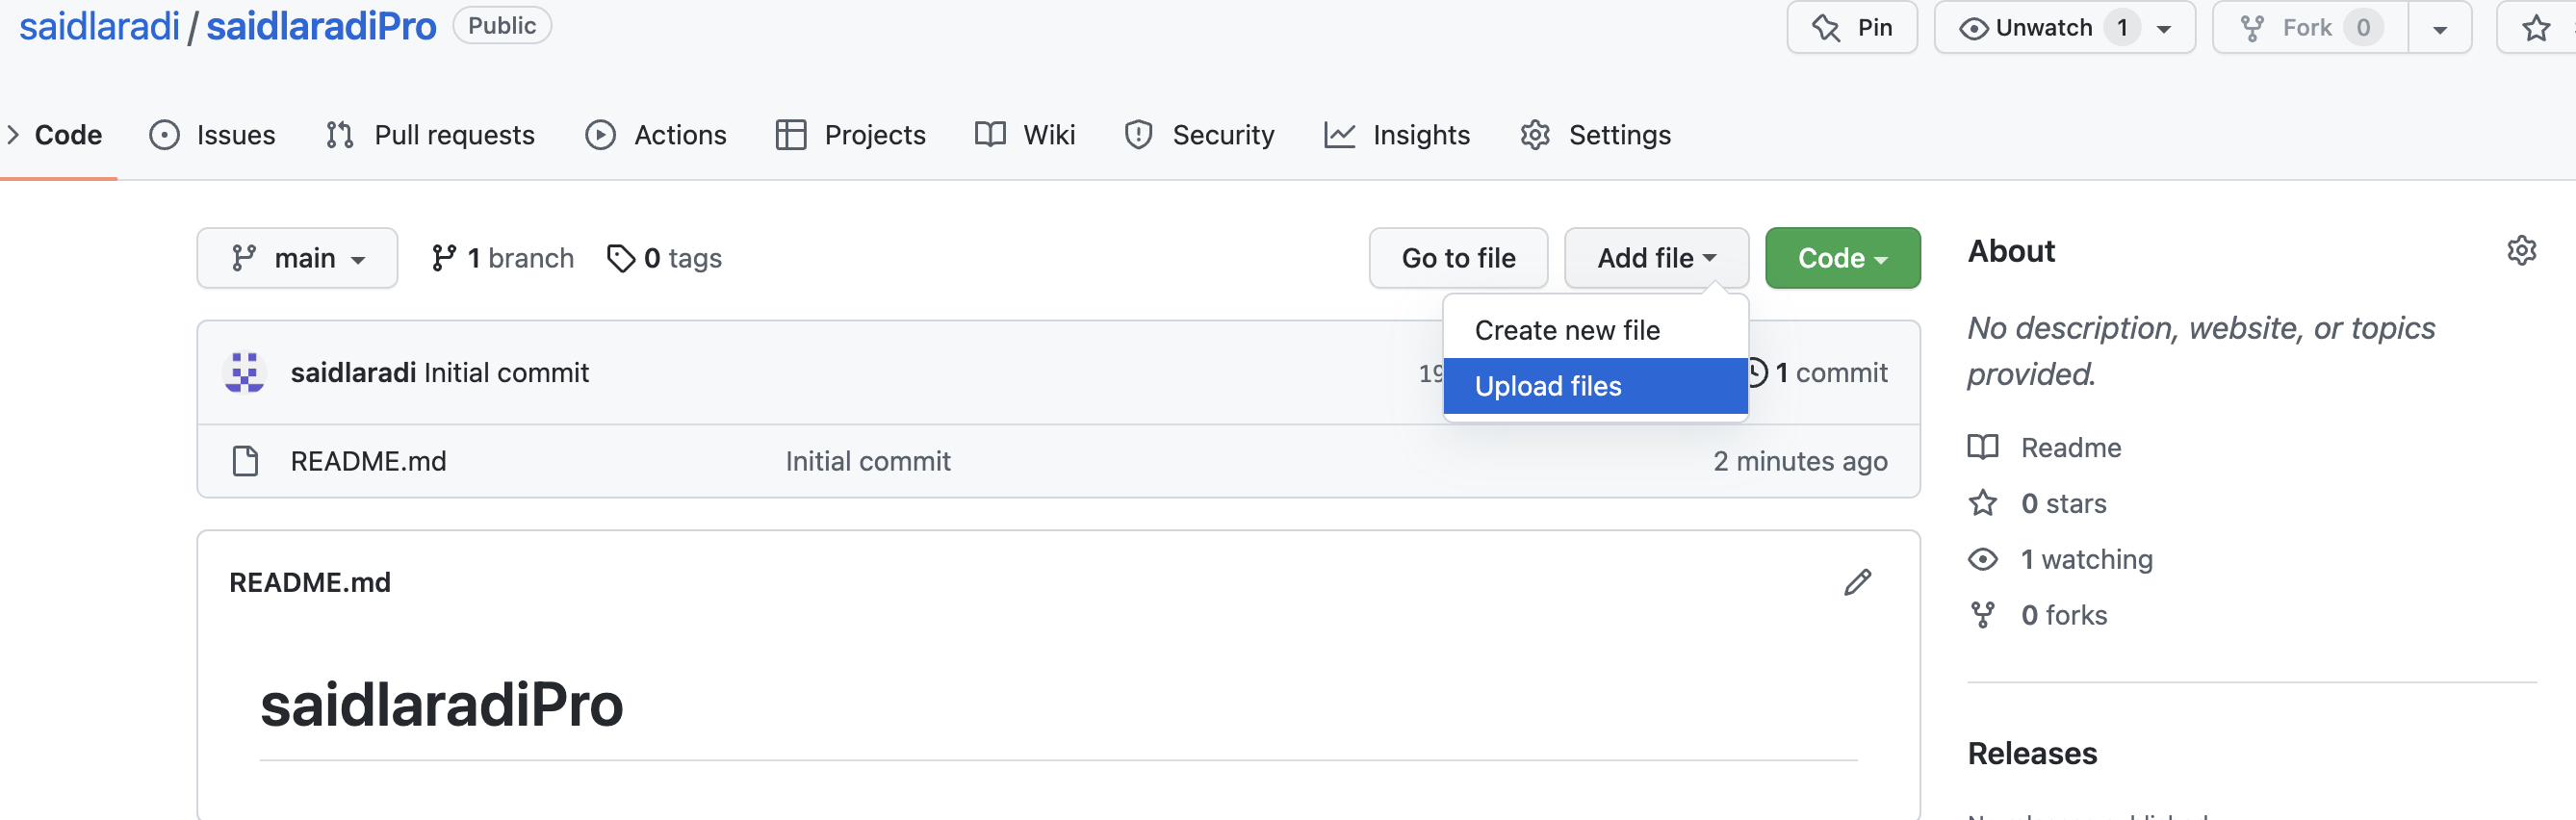 saidlaradi / saidlaradiPro Public
Pin Unwatch 1 Fork 0
Code Issues Pull requests Actions Projects Wiki Security Insights Settings
main 1 branch 0 tags Go to file Add file Code
Create new file
Upload files
saidlaradi Initial commit 19 1 commit
README.md Initial commit 2 minutes ago
README.md
saidlaradiPro
About
No description, website, or topics
provided.
Readme
0 stars
1 watching
0 forks
Releases